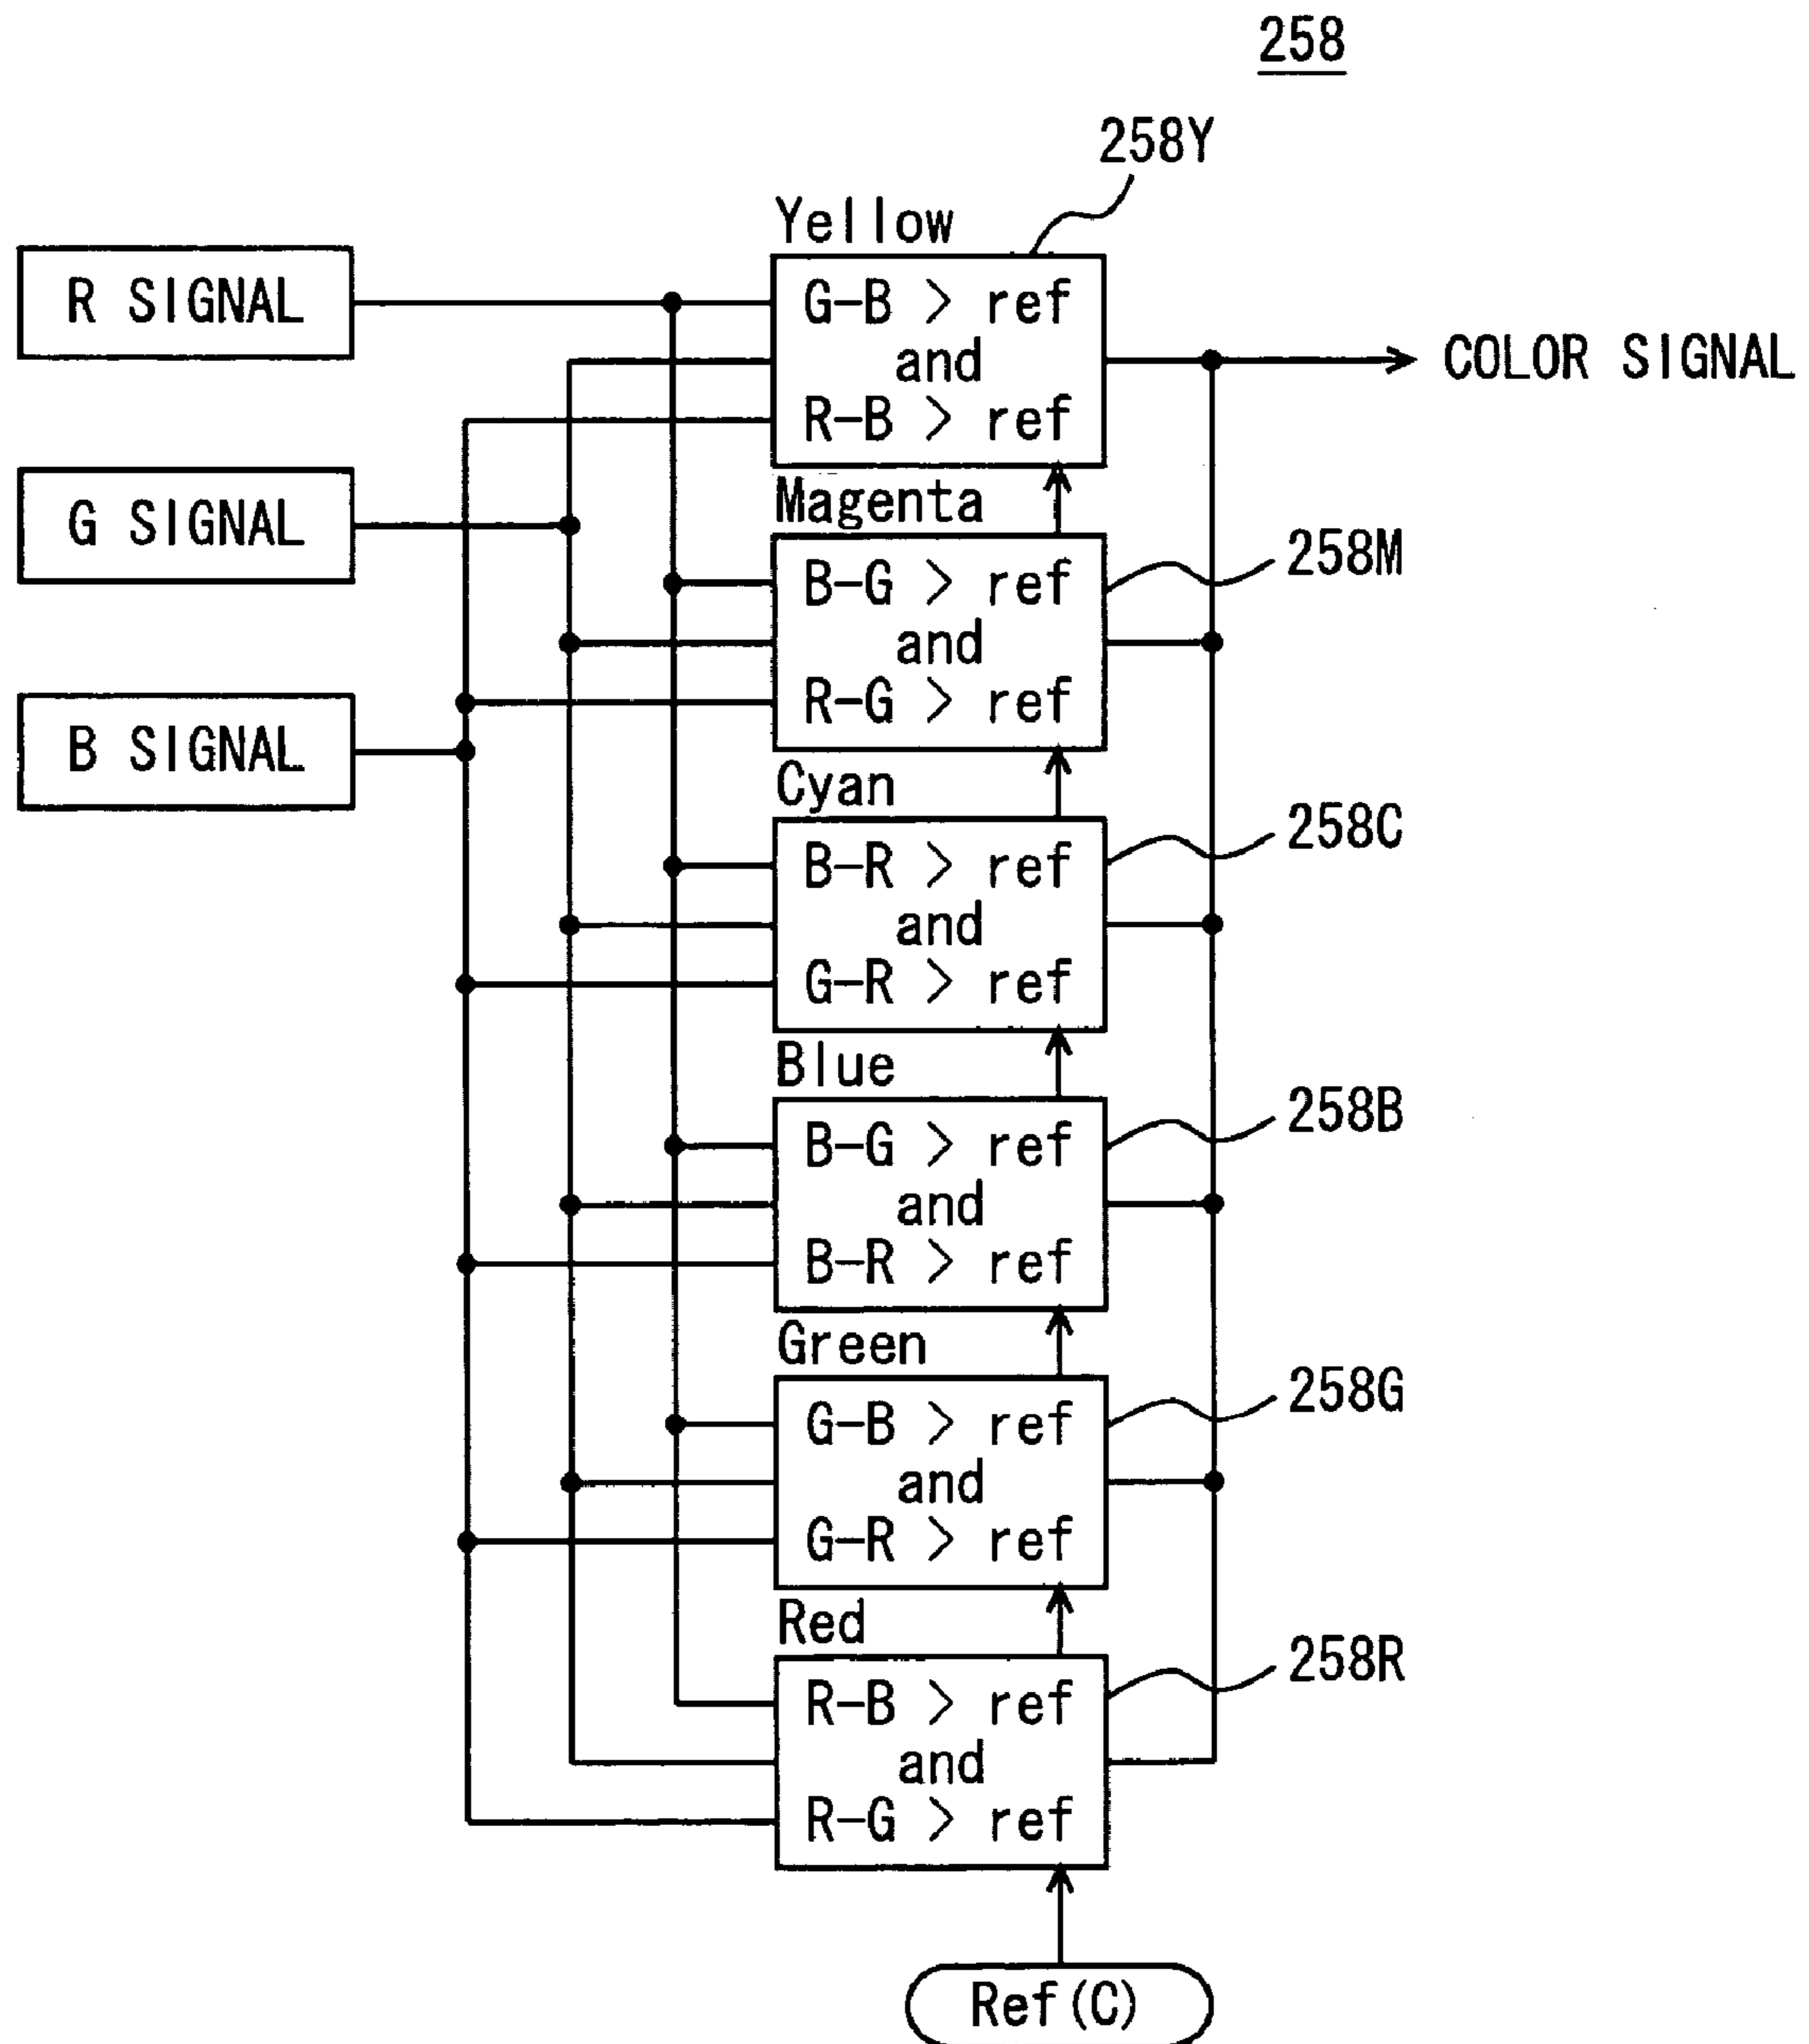 258
258Y
Yellow
R SIGNAL
G-B > ref
and
R-B > ref
COLOR SIGNAL
G SIGNAL
Magenta
258M
B-G > ref
and
R-G > ref
B SIGNAL
Cyan
258C
B-R > ref
and
G-R > ref
Blue
258B
B-G > ref
and
B-R > ref
Green
258G
G-B > ref
and
G-R > ref
Red
258R
R-B > ref
and
R-G > ref
Ref(C)